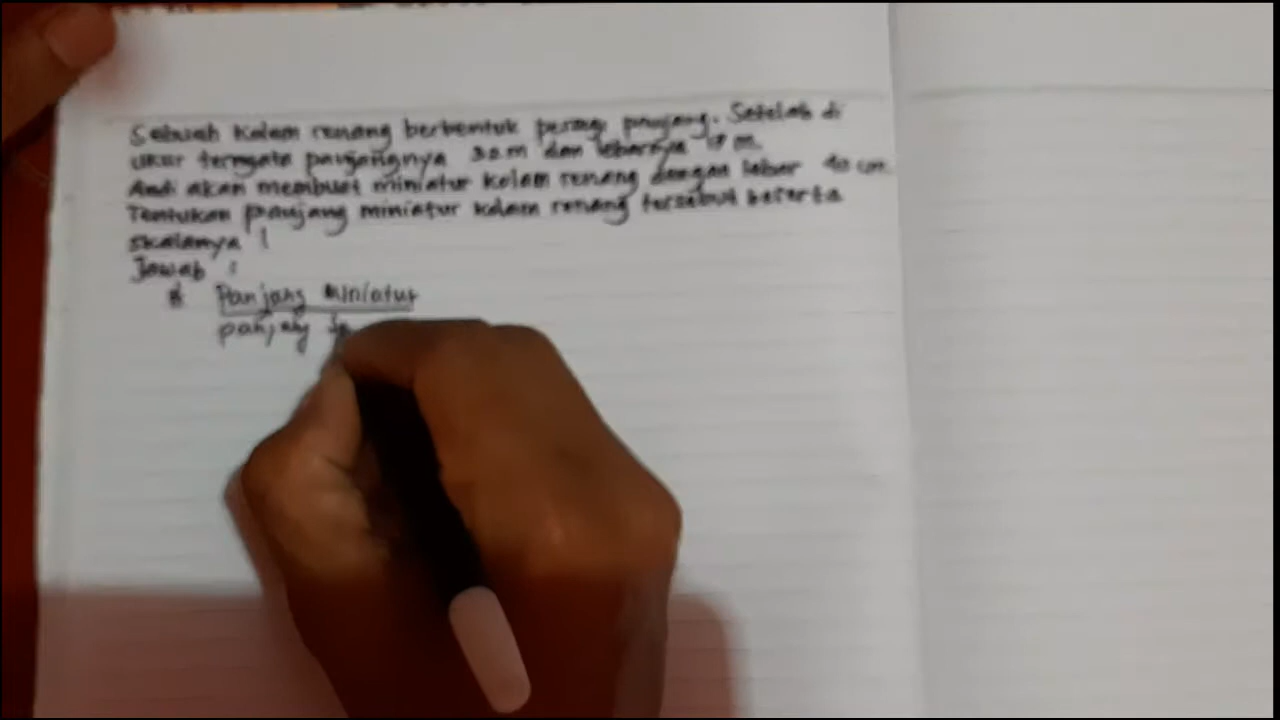 Sebuah kolam renang berbentuk persegi panjang. Setelah di
ukur ternyata panjangnya 30 m dan lebarnya m.
Andi akan membuat miniatur kolam renang dengan lebar 40 cm.
Tentukan panjang miniatur kolam renang tersebut beserta
skalanya !
Jawab :
* Panjang miniatur
panjang